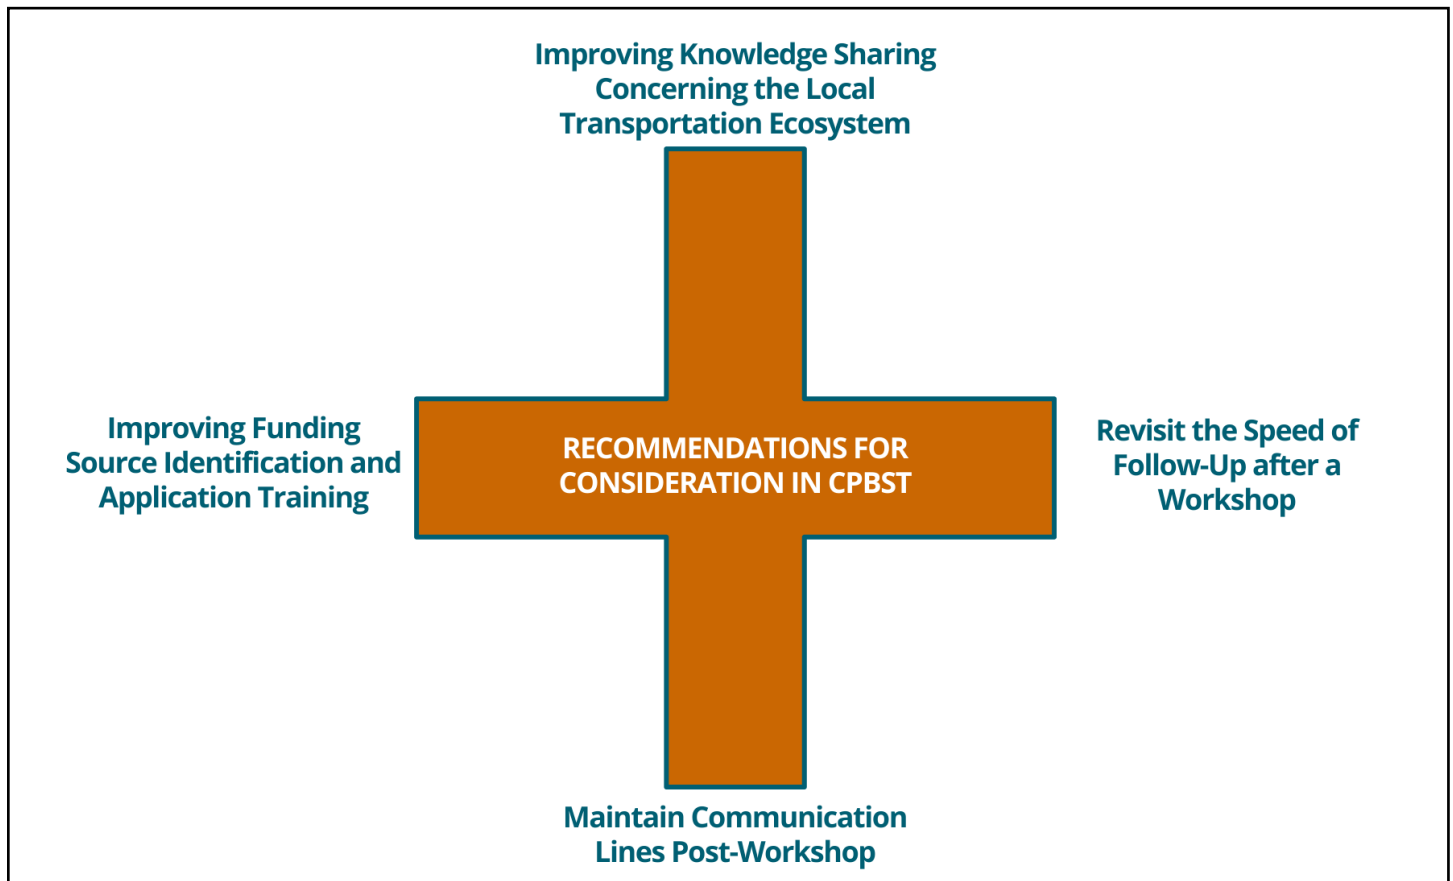 Improving Knowledge Sharing
Concerning the Local
Transportation Ecosystem
Improving Funding
Source Identification and
Application Training
RECOMMENDATIONS FOR
CONSIDERATION IN CPBST
Revisit the Speed of
Follow-Up after a
Workshop
Maintain Communication
Lines Post-Workshop